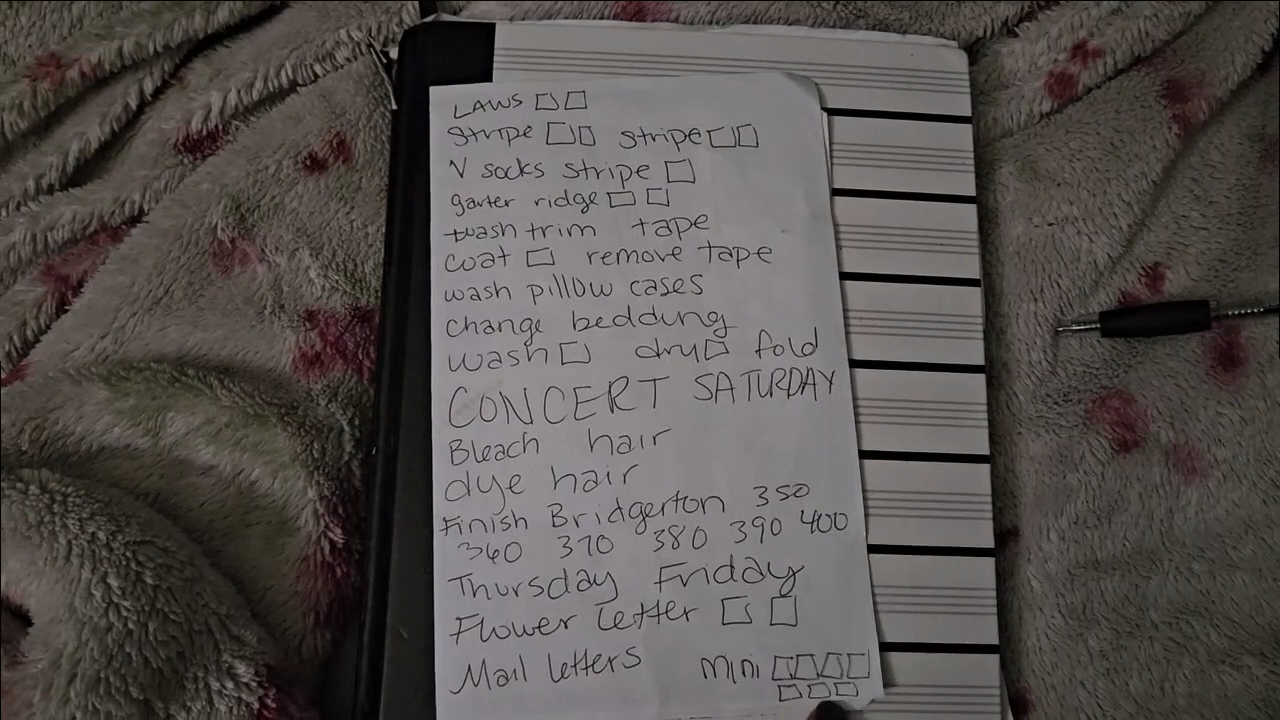 LAWS □ □
Stripe □ □ stripe □ □
V socks stripe □
garter ridge □ □
wash trim tape
coat □ remove tape
wash pillow cases
change bedding
wash □ dry □ fold
CONCERT SATURDAY
Bleach hair
dye hair
Finish Bridgerton 350
360 370 380 390 400
Thursday Friday
Flower Letter □ □
Mail letters mini □ □ □ □
□ □ □